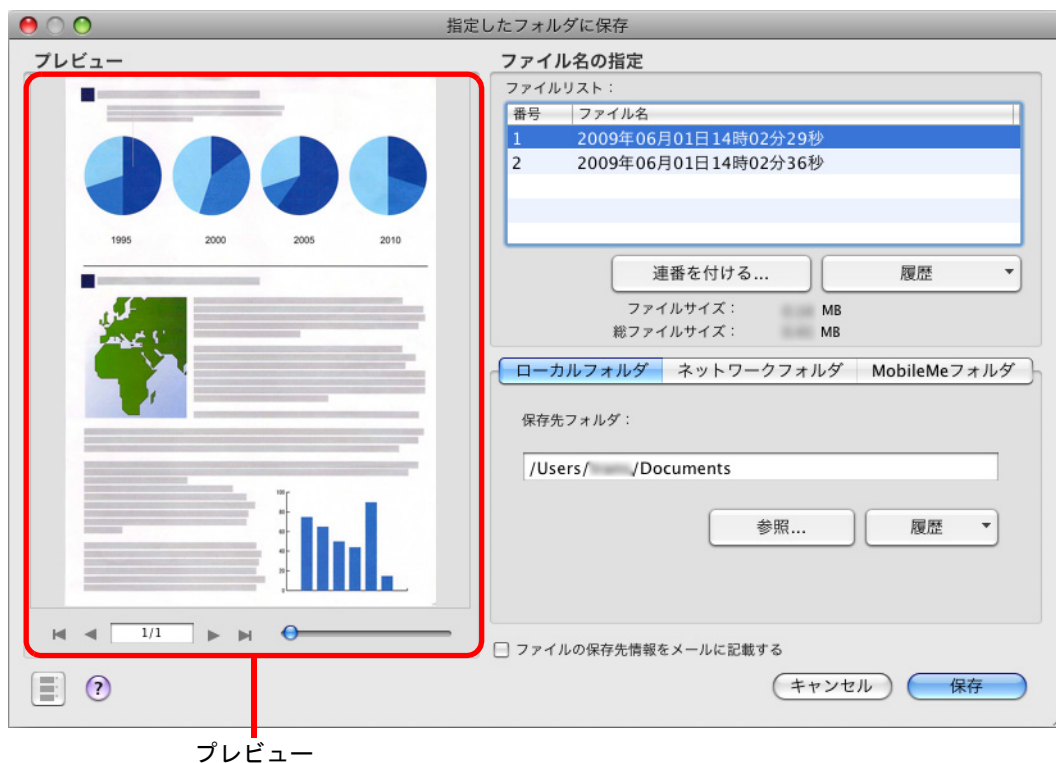 指定したフォルダに保存
プレビュー
1995 2000 2005 2010
100
80
60
40
20
0
1/1
ファイル名の指定
ファイルリスト：
番号 ファイル名
1 2009年06月01日14時02分29秒
2 2009年06月01日14時02分36秒
連番を付ける... 履歴
ファイルサイズ： MB
総ファイルサイズ： MB
ローカルフォルダ ネットワークフォルダ MobileMeフォルダ
保存先フォルダ：
/Users/ /Documents
参照... 履歴
ファイルの保存先情報をメールに記載する
?
キャンセル 保存
プレビュー